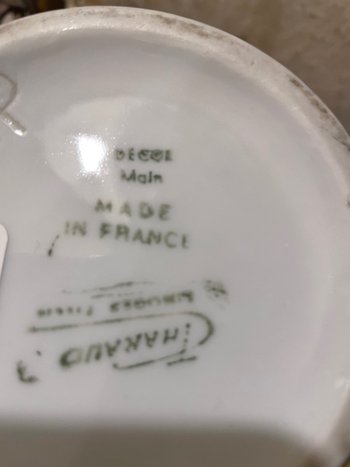 DECOR
Main
MADE
IN FRANCE
LIMOGES France
CHARAUD